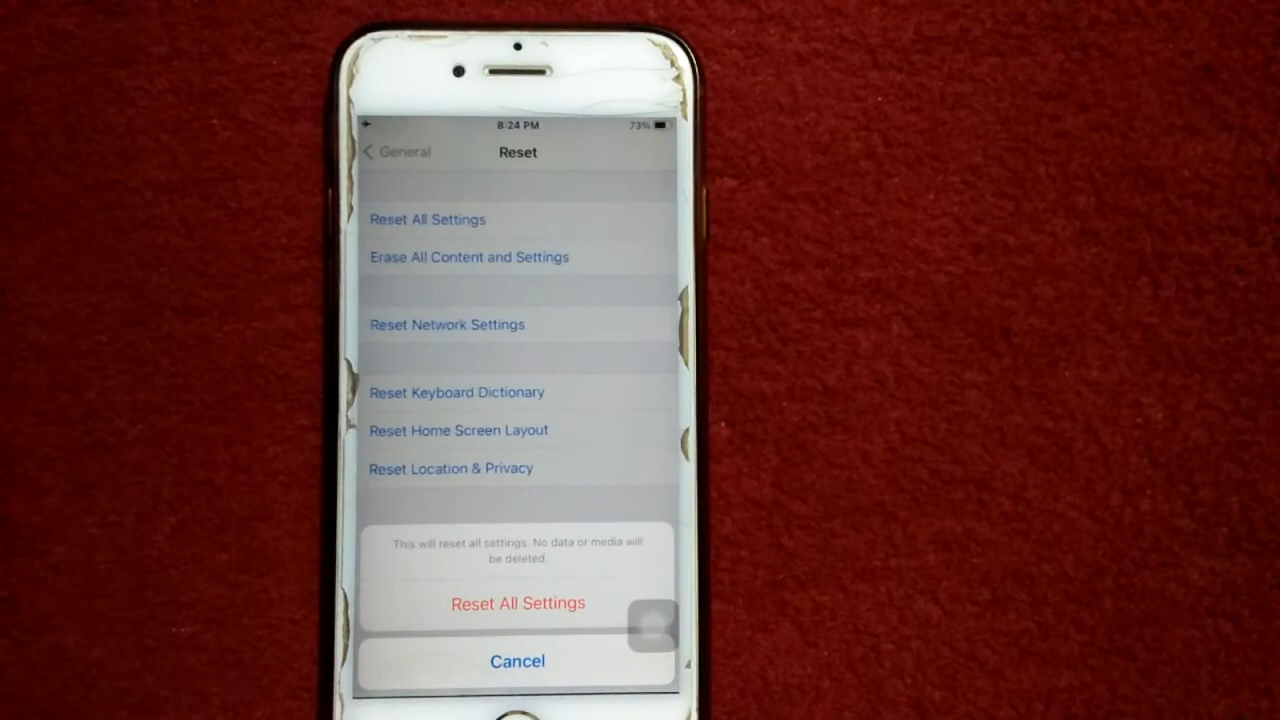 8:24 PM 73%
General Reset
Reset All Settings
Erase All Content and Settings
Reset Network Settings
Reset Keyboard Dictionary
Reset Home Screen Layout
Reset Location & Privacy
This will reset all settings. No data or media will
be deleted.
Reset All Settings
Cancel